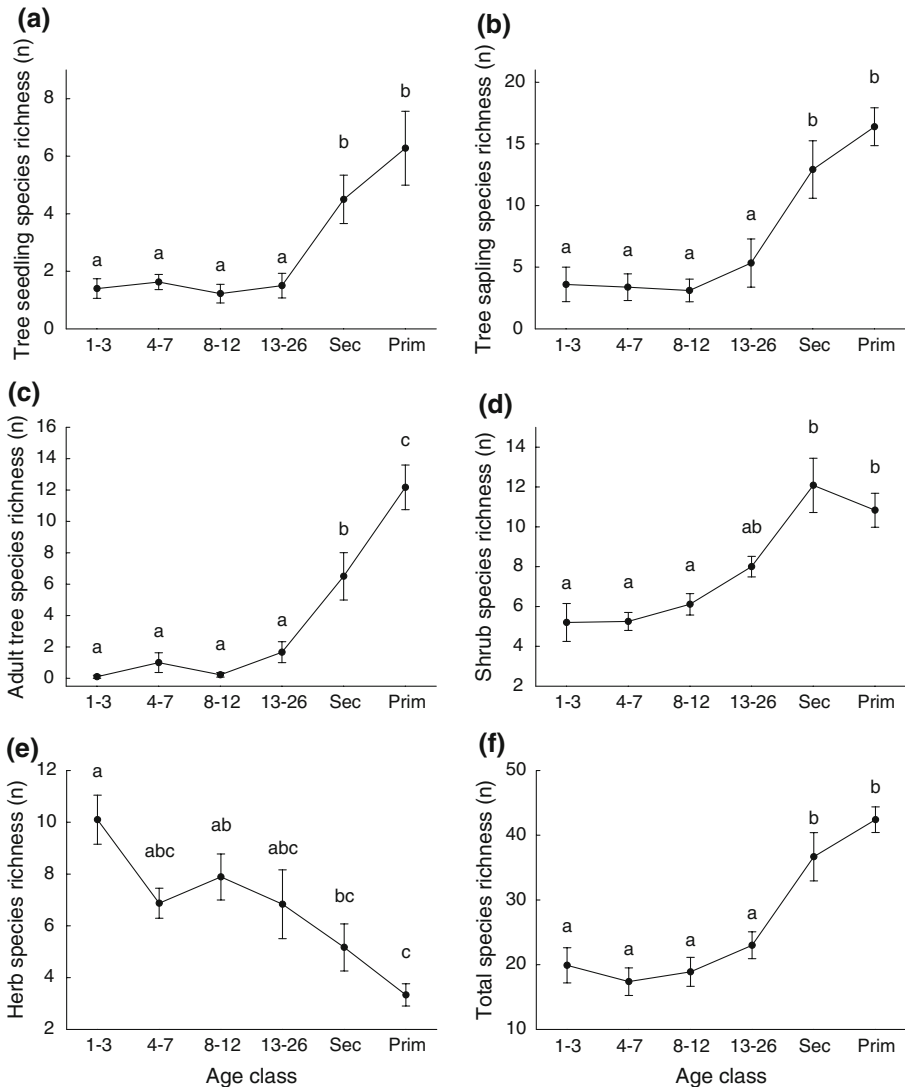 (a)
Tree seedling species richness (n)
8
6
4
2
0
a a a a b b
1-3 4-7 8-12 13-26 Sec Prim
(b)
Tree sapling species richness (n)
20
15
10
5
0
a a a a b b
1-3 4-7 8-12 13-26 Sec Prim
(c)
Adult tree species richness (n)
16
14
12
10
8
6
4
2
0
a a a a b c
1-3 4-7 8-12 13-26 Sec Prim
(d)
Shrub species richness (n)
14
12
10
8
6
4
2
a a a ab b b
1-3 4-7 8-12 13-26 Sec Prim
(e)
Herb species richness (n)
12
10
8
6
4
2
a abc ab abc bc c
1-3 4-7 8-12 13-26 Sec Prim
Age class
(f)
Total species richness (n)
50
40
30
20
10
a a a a b b
1-3 4-7 8-12 13-26 Sec Prim
Age class